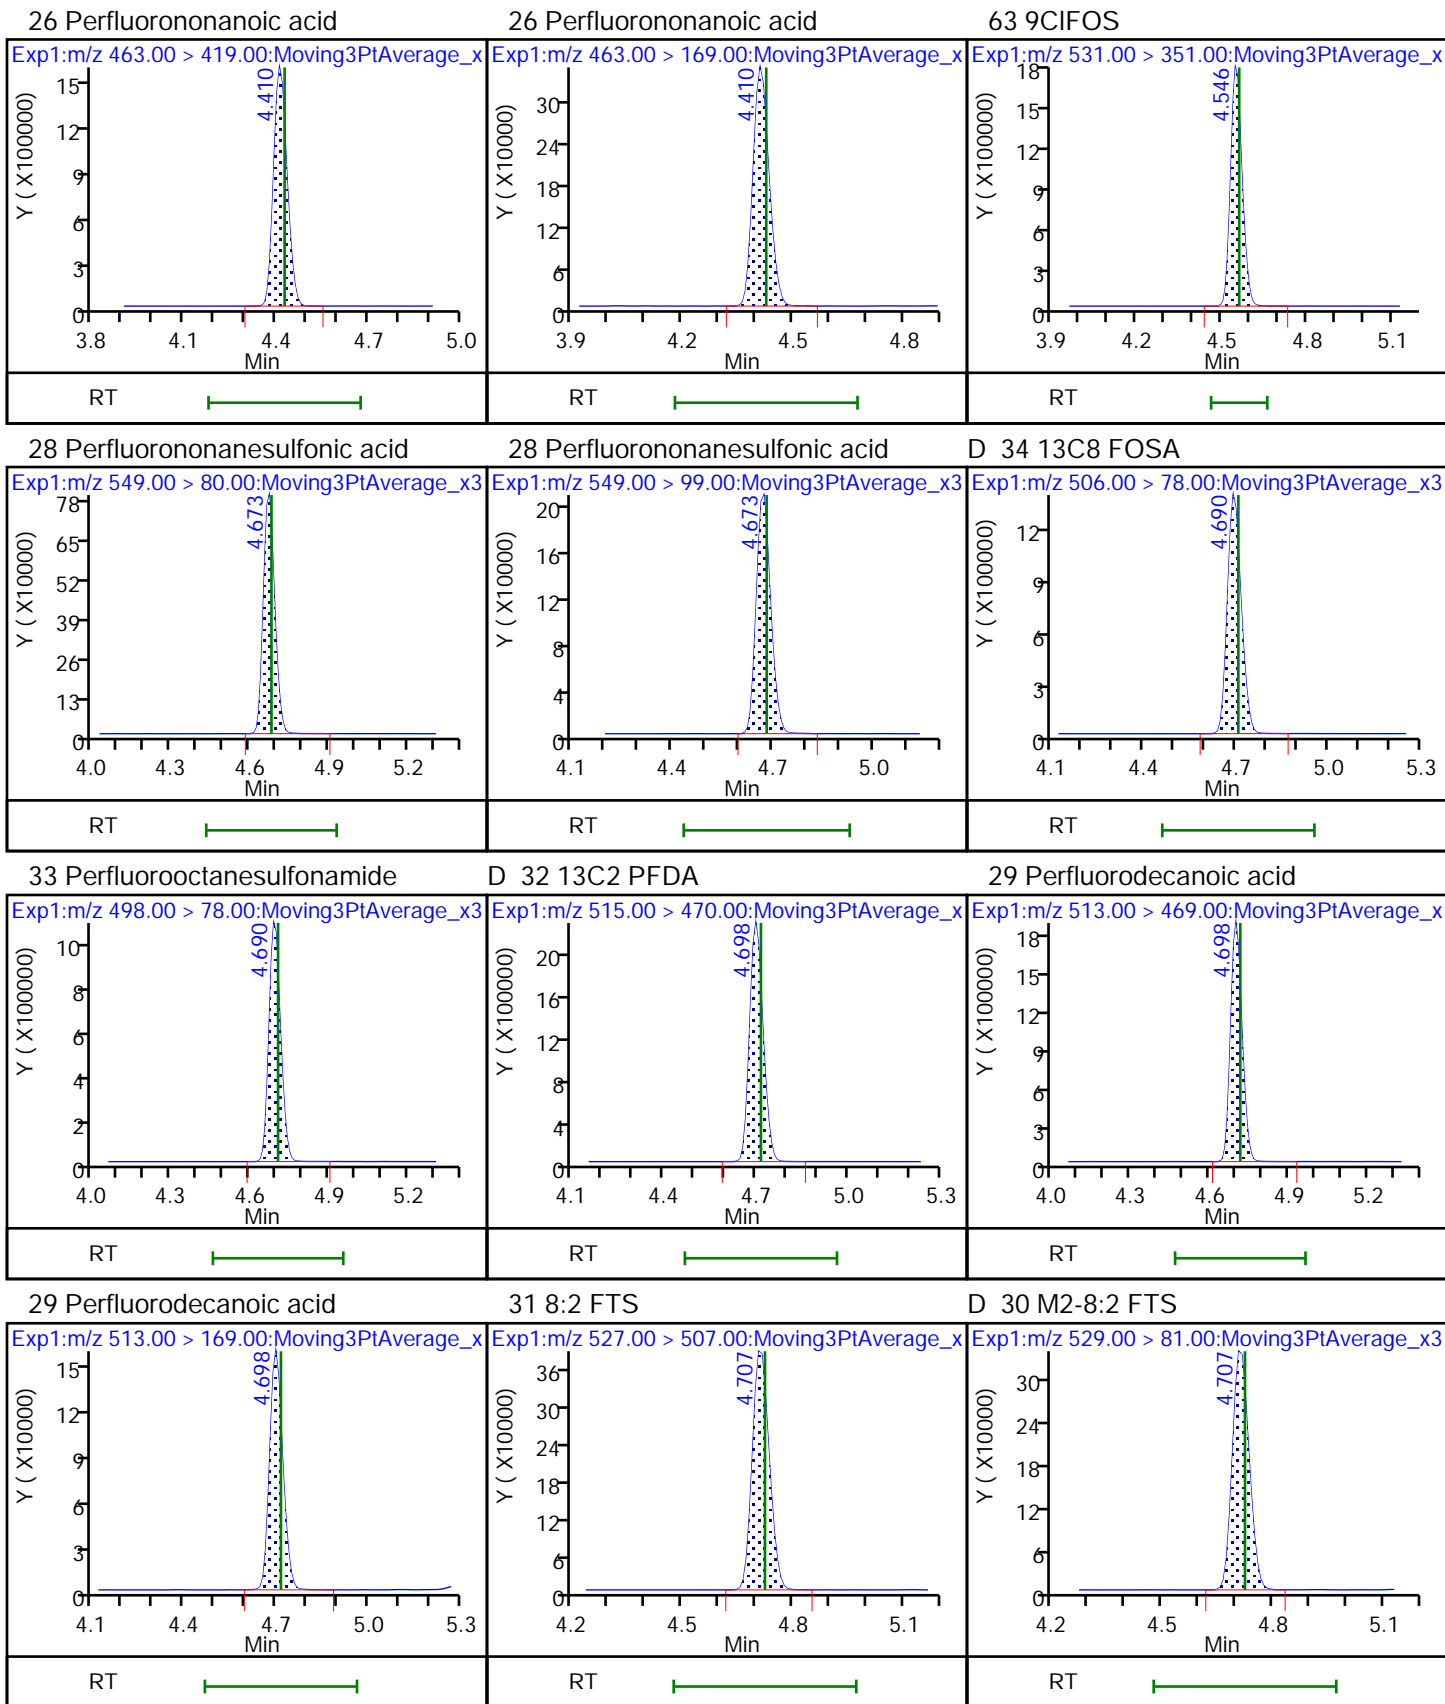 26 Perfluorononanoic acid
Exp1:m/z 463.00 > 419.00:Moving3PtAverage_x
Y ( X100000)
15
12
9
6
3
0
4.410
3.8 4.1 4.4 4.7 5.0
Min
RT
26 Perfluorononanoic acid
Exp1:m/z 463.00 > 169.00:Moving3PtAverage_x
Y ( X10000)
30
24
18
12
6
0
4.410
3.9 4.2 4.5 4.8
Min
RT
63 9ClFOS
Exp1:m/z 531.00 > 351.00:Moving3PtAverage_x
Y ( X100000)
18
15
12
9
6
3
0
4.546
3.9 4.2 4.5 4.8 5.1
Min
RT
28 Perfluorononanesulfonic acid
Exp1:m/z 549.00 > 80.00:Moving3PtAverage_x3
Y ( X10000)
78
65
52
39
26
13
0
4.673
4.0 4.3 4.6 4.9 5.2
Min
RT
28 Perfluorononanesulfonic acid
Exp1:m/z 549.00 > 99.00:Moving3PtAverage_x3
Y ( X10000)
20
16
12
8
4
0
4.673
4.1 4.4 4.7 5.0
Min
RT
D 34 13C8 FOSA
Exp1:m/z 506.00 > 78.00:Moving3PtAverage_x3
Y ( X100000)
12
9
6
3
0
4.690
4.1 4.4 4.7 5.0 5.3
Min
RT
33 Perfluorooctanesulfonamide
Exp1:m/z 498.00 > 78.00:Moving3PtAverage_x3
Y ( X100000)
10
8
6
4
2
0
4.690
4.0 4.3 4.6 4.9 5.2
Min
RT
D 32 13C2 PFDA
Exp1:m/z 515.00 > 470.00:Moving3PtAverage_x
Y ( X100000)
20
16
12
8
4
0
4.698
4.1 4.4 4.7 5.0 5.3
Min
RT
29 Perfluorodecanoic acid
Exp1:m/z 513.00 > 469.00:Moving3PtAverage_x
Y ( X100000)
18
15
12
9
6
3
0
4.698
4.0 4.3 4.6 4.9 5.2
Min
RT
29 Perfluorodecanoic acid
Exp1:m/z 513.00 > 169.00:Moving3PtAverage_x
Y ( X10000)
15
12
9
6
3
0
4.698
4.1 4.4 4.7 5.0 5.3
Min
RT
31 8:2 FTS
Exp1:m/z 527.00 > 507.00:Moving3PtAverage_x
Y ( X10000)
36
30
24
18
12
6
0
4.707
4.2 4.5 4.8 5.1
Min
RT
D 30 M2-8:2 FTS
Exp1:m/z 529.00 > 81.00:Moving3PtAverage_x3
Y ( X10000)
30
24
18
12
6
0
4.707
4.2 4.5 4.8 5.1
Min
RT